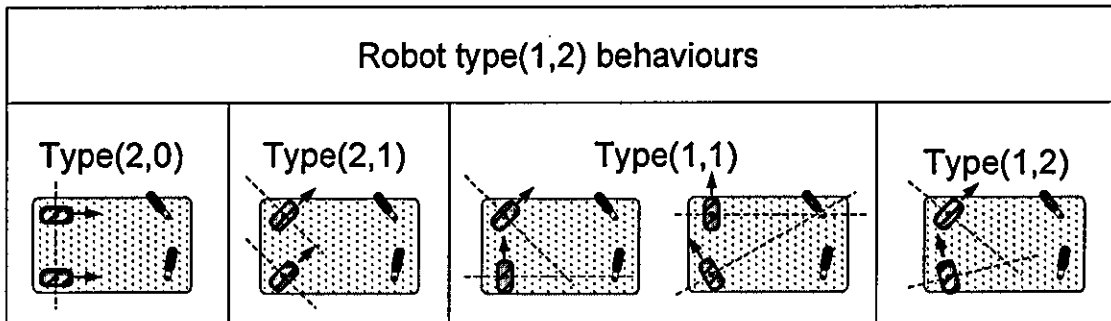 Robot type(1,2) behaviours
Type(2,0)
Type(2,1)
Type(1,1)
Type(1,2)